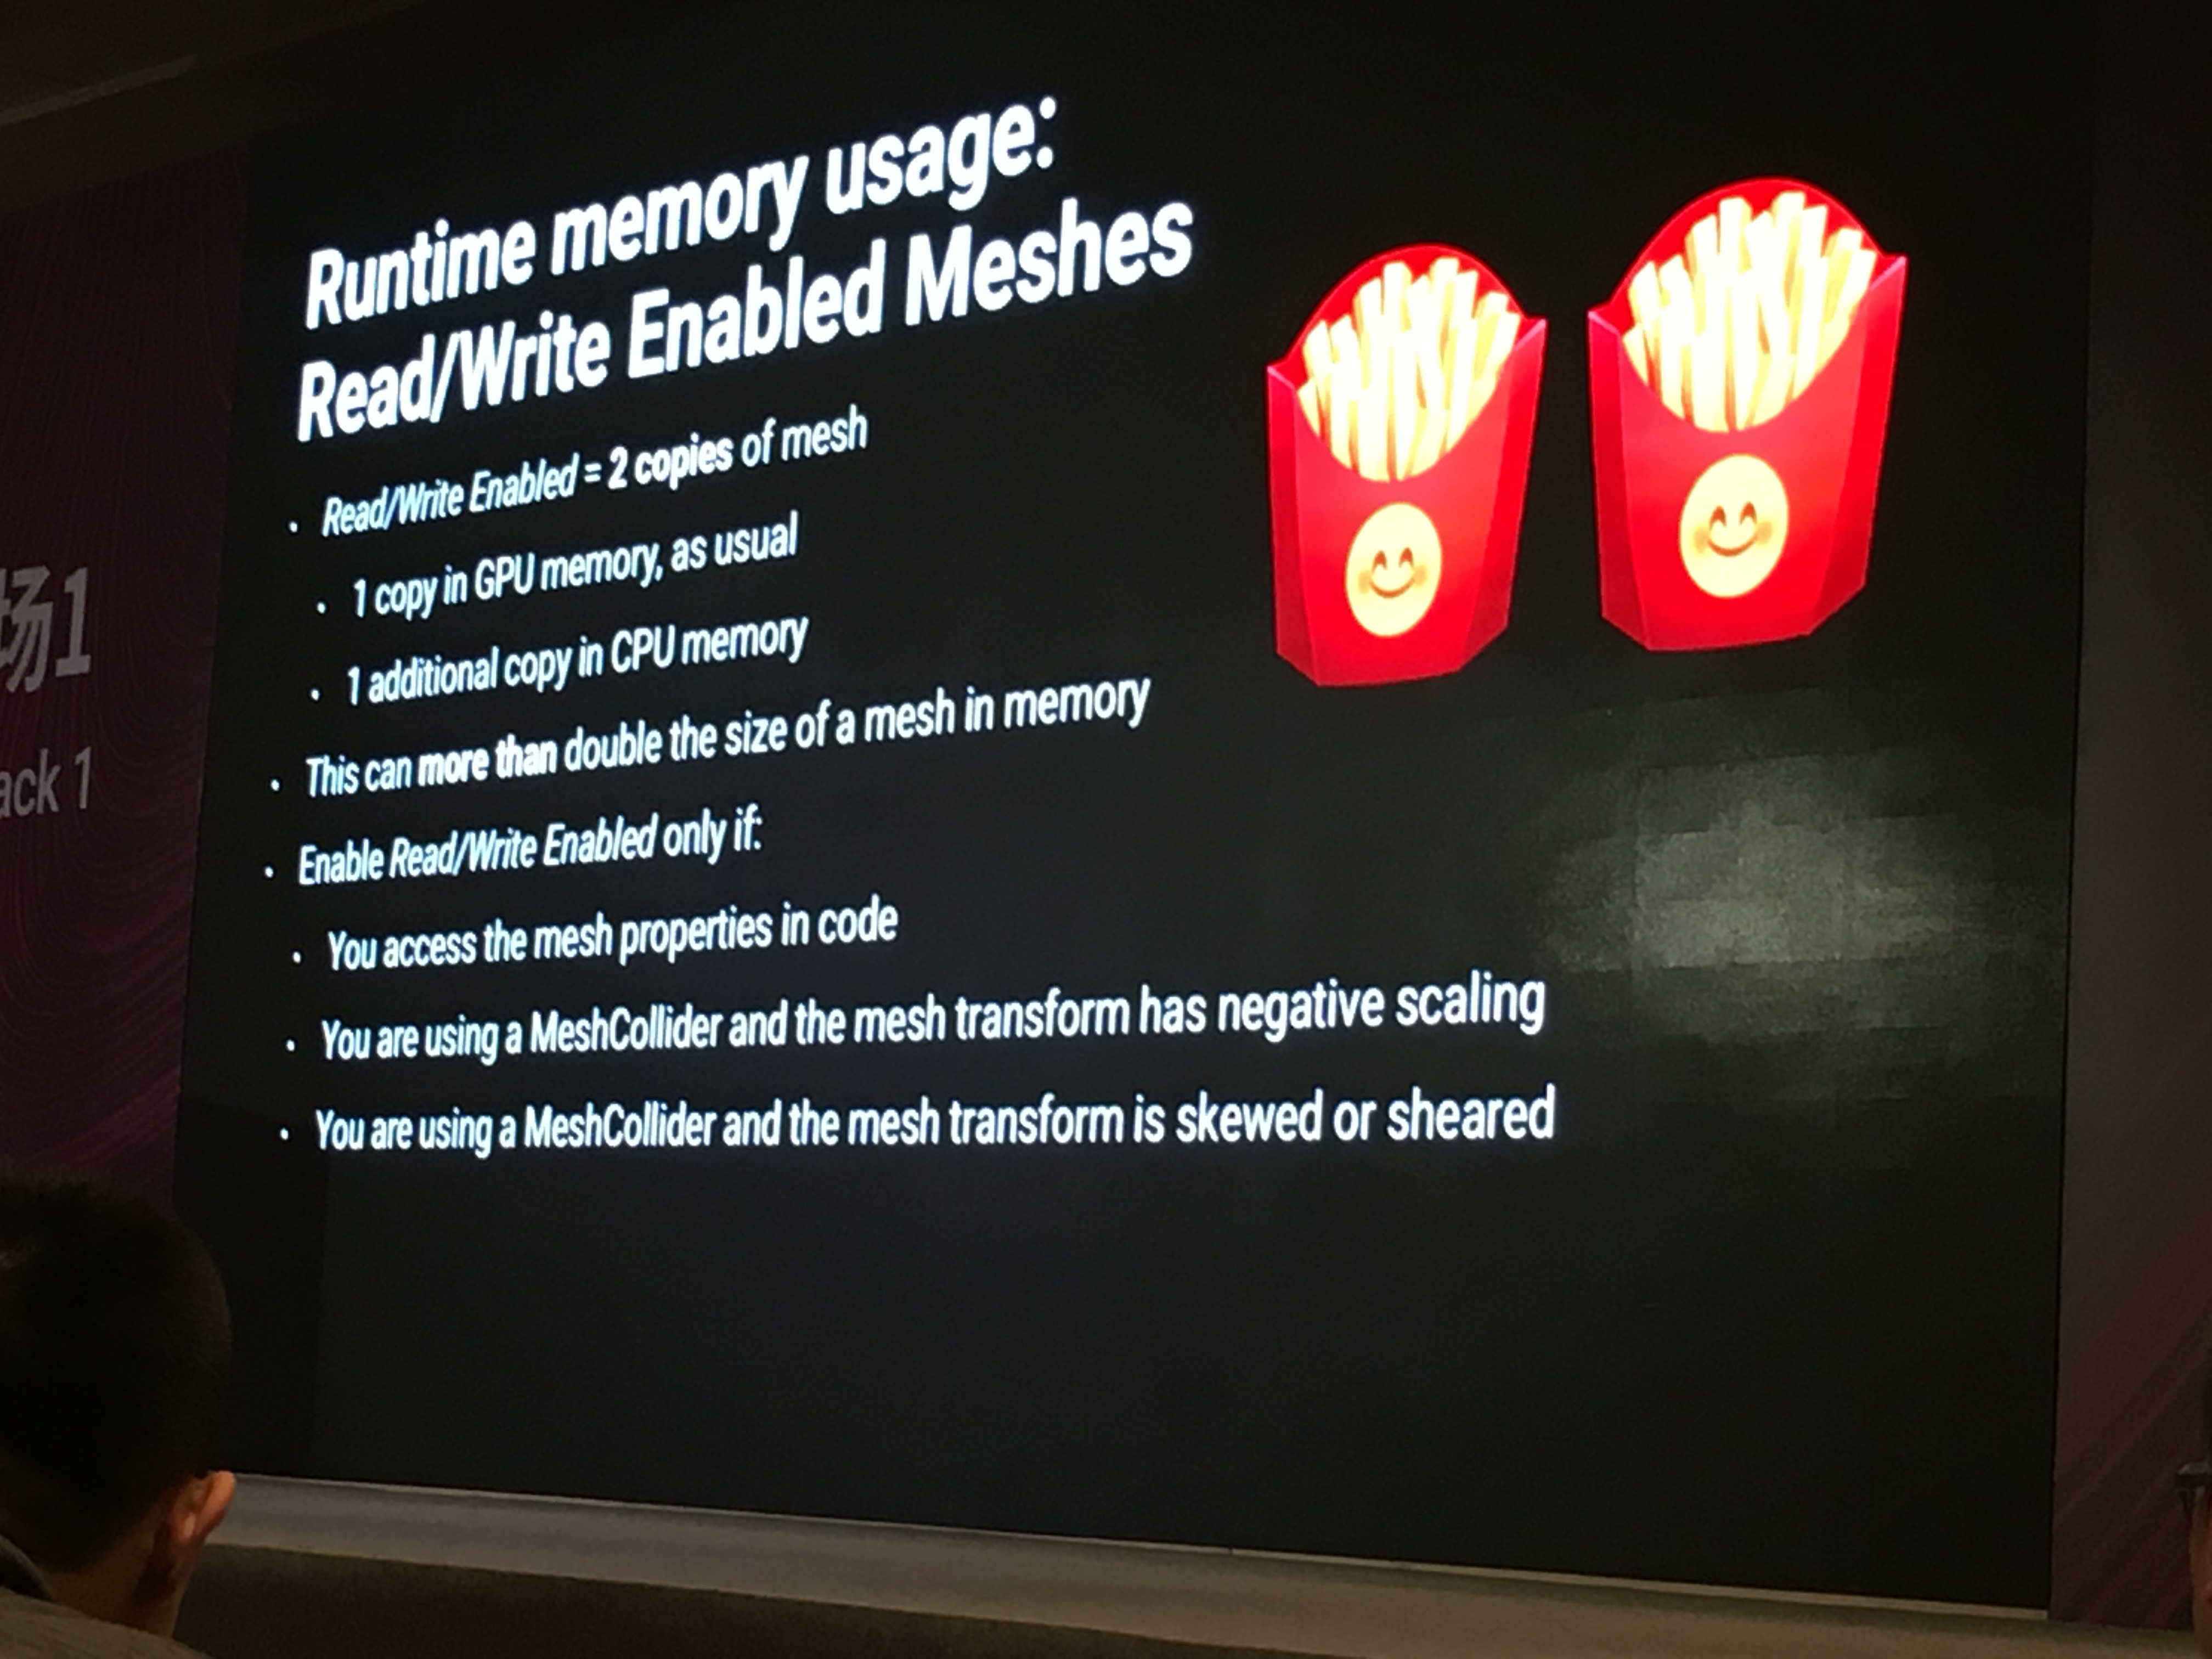 场1
ack 1
Runtime memory usage:
Read/Write Enabled Meshes
• Read/Write Enabled = 2 copies of mesh
• 1 copy in GPU memory, as usual
• 1 additional copy in CPU memory
• This can more than double the size of a mesh in memory
• Enable Read/Write Enabled only if:
• You access the mesh properties in code
• You are using a MeshCollider and the mesh transform has negative scaling
• You are using a MeshCollider and the mesh transform is skewed or sheared